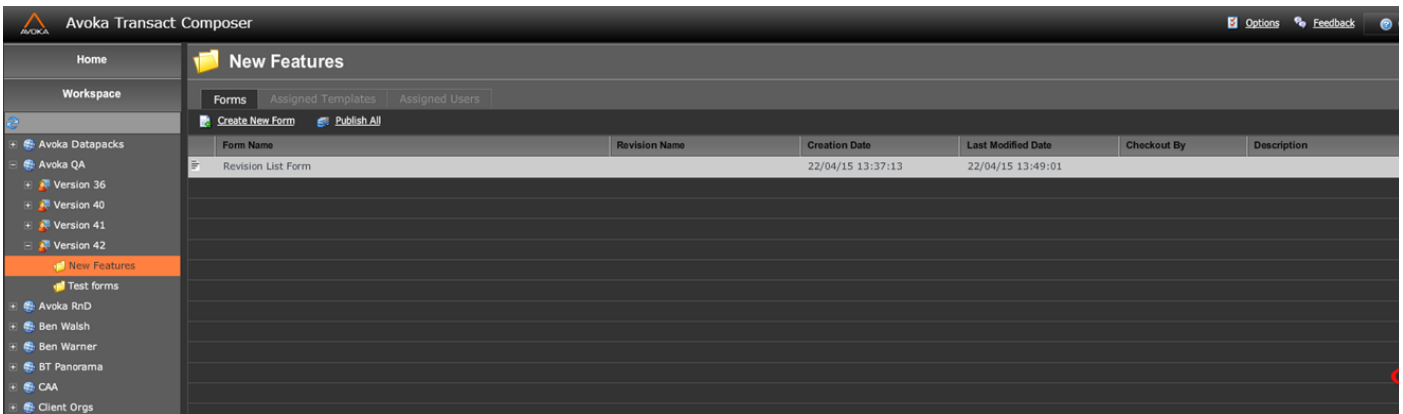 AVOKA Avoka Transact Composer Options Feedback
Home
New Features
Workspace
Forms Assigned Templates Assigned Users
Create New Form Publish All
Avoka Datapacks
Form Name Revision Name Creation Date Last Modified Date Checkout By Description
Avoka QA
Revision List Form 22/04/15 13:37:13 22/04/15 13:49:01
Version 36
Version 40
Version 41
Version 42
New Features
Test forms
Avoka RnD
Ben Walsh
Ben Warner
BT Panorama
CAA
Client Orgs